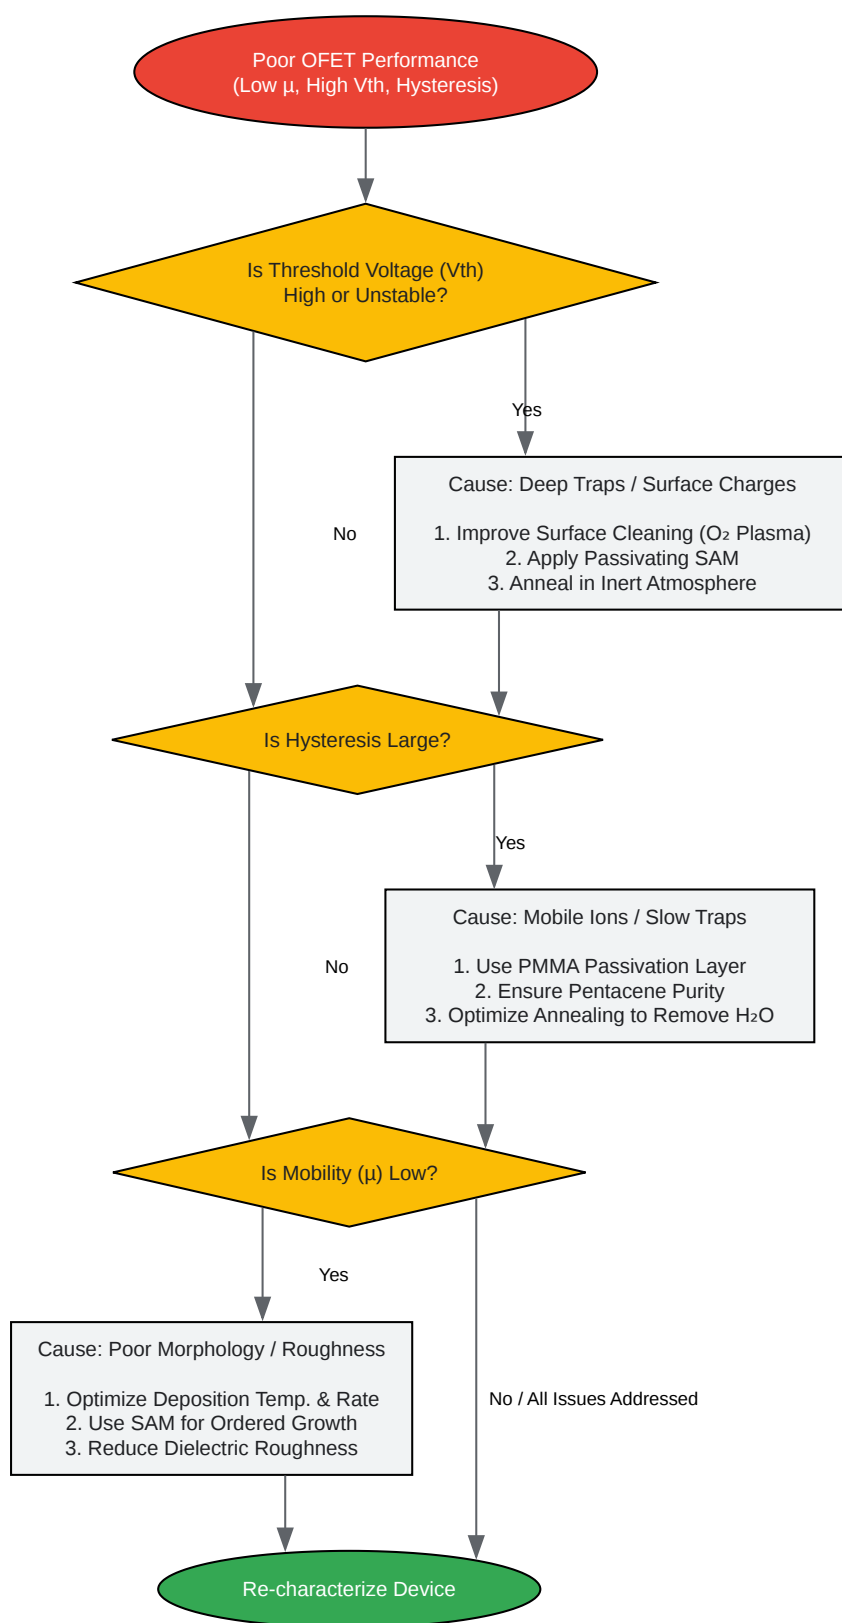 Poor OFET Performance
(Low µ, High Vth, Hysteresis)
Is Threshold Voltage (Vth)
High or Unstable?
Yes
Cause: Deep Traps / Surface Charges
1. Improve Surface Cleaning (O₂ Plasma)
2. Apply Passivating SAM
3. Anneal in Inert Atmosphere
No
Is Hysteresis Large?
Yes
Cause: Mobile Ions / Slow Traps
1. Use PMMA Passivation Layer
2. Ensure Pentacene Purity
3. Optimize Annealing to Remove H₂O
No
Is Mobility (µ) Low?
Yes
Cause: Poor Morphology / Roughness
1. Optimize Deposition Temp. & Rate
2. Use SAM for Ordered Growth
3. Reduce Dielectric Roughness
No / All Issues Addressed
Re-characterize Device